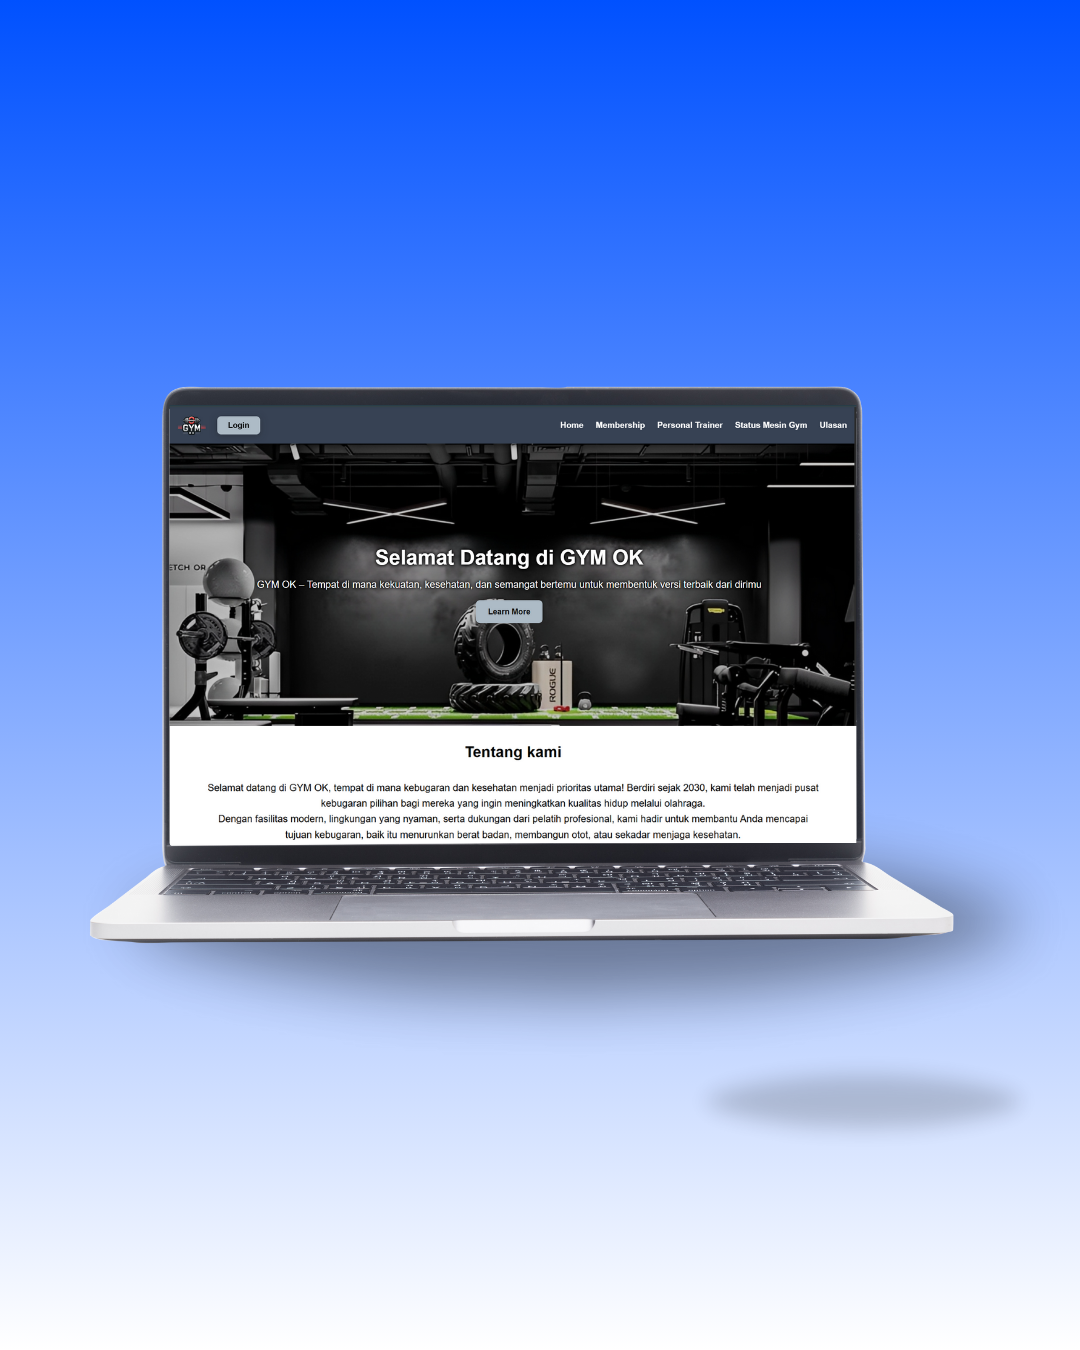 GYM
Login
Home
Membership
Personal Trainer
Status Mesin Gym
Ulasan
ETCH OR
Selamat Datang di GYM OK
GYM OK – Tempat di mana kekuatan, kesehatan, dan semangat bertemu untuk membentuk versi terbaik dari dirimu
Learn More
ROGUE
Tentang kami
Selamat datang di GYM OK, tempat di mana kebugaran dan kesehatan menjadi prioritas utama! Berdiri sejak 2030, kami telah menjadi pusat
kebugaran pilihan bagi mereka yang ingin meningkatkan kualitas hidup melalui olahraga.
Dengan fasilitas modern, lingkungan yang nyaman, serta dukungan dari pelatih profesional, kami hadir untuk membantu Anda mencapai
tujuan kebugaran, baik itu menurunkan berat badan, membangun otot, atau sekadar menjaga kesehatan.